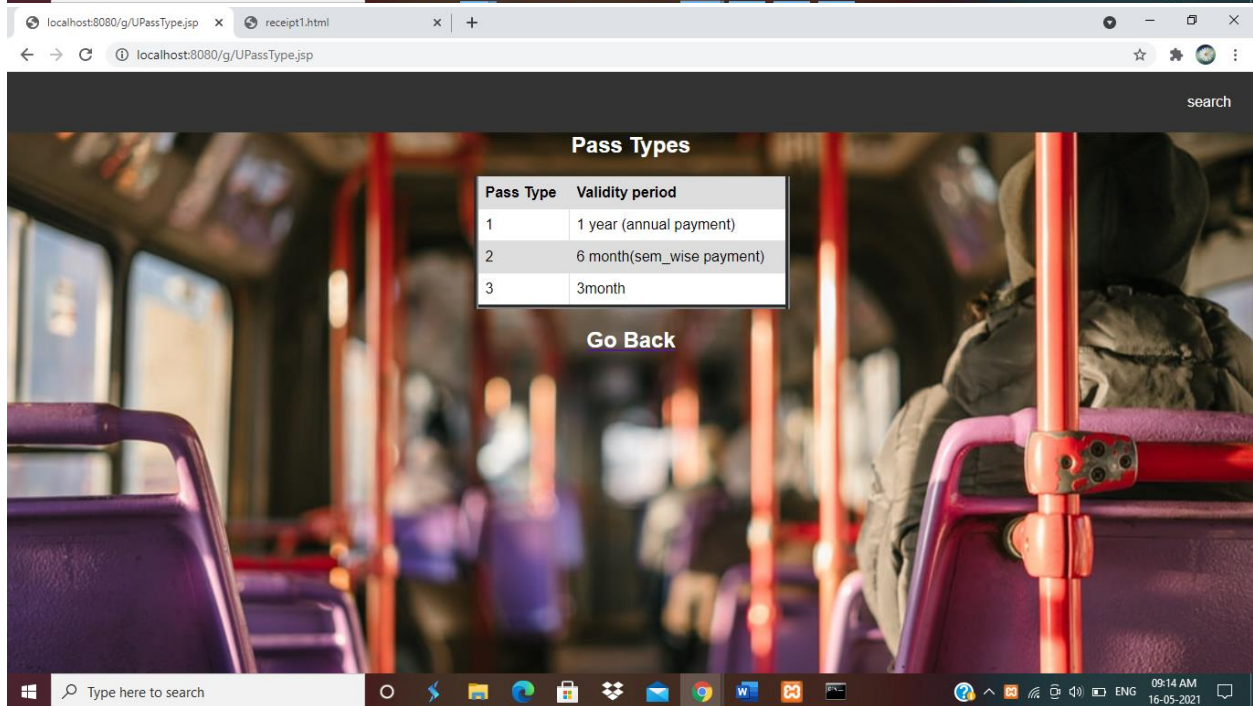 localhost:8080/g/UPassType.jsp receipt1.html
localhost:8080/g/UPassType.jsp
search
Pass Types
Pass Type Validity period
1 1 year (annual payment)
2 6 month(sem_wise payment)
3 3month
Go Back
Type here to search
ENG
09:14 AM
16-05-2021